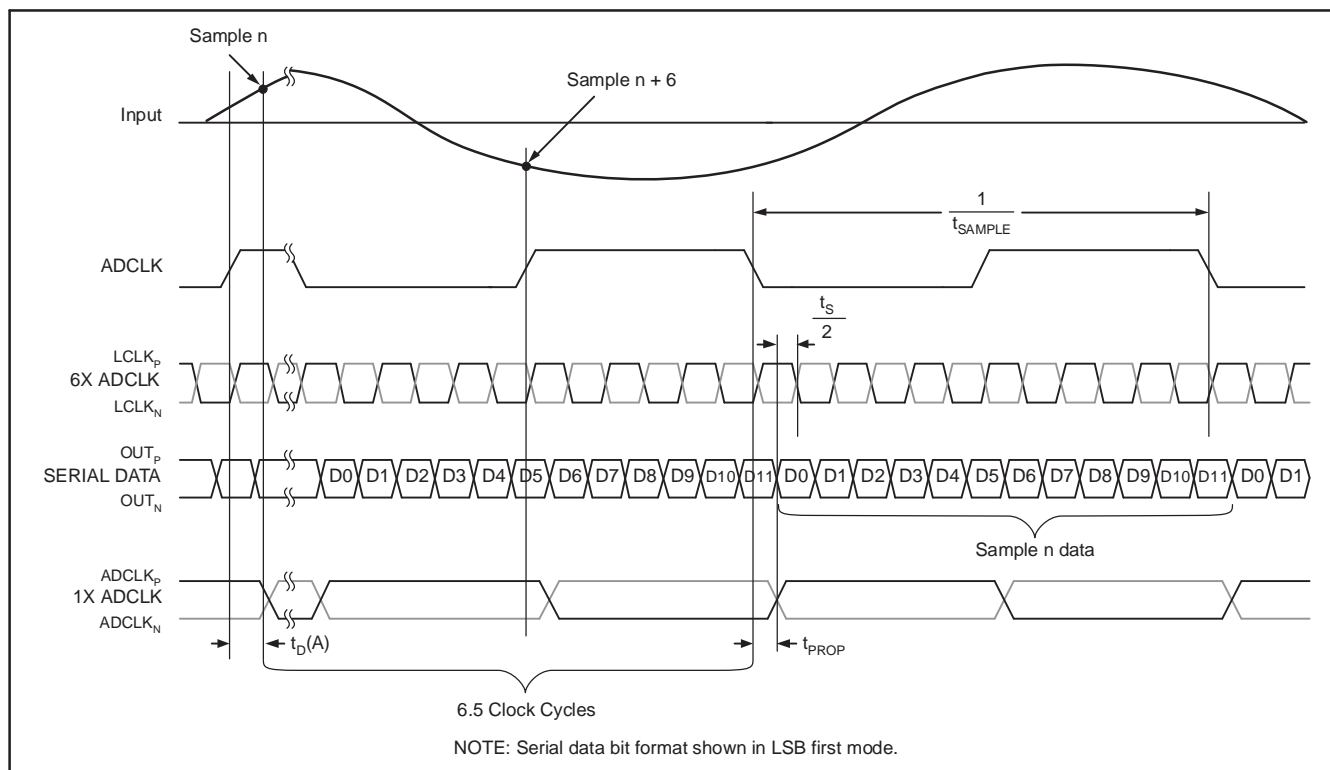 Sample n
Sample n + 6
Input
1
tSAMPLE
ADCLK
tS
2
LCLKP
6X ADCLK
LCLKN
OUTP
SERIAL DATA
OUTN
D0 D1 D2 D3 D4 D5 D6 D7 D8 D9 D10 D11 D0 D1 D2 D3 D4 D5 D6 D7 D8 D9 D10 D11 D0 D1
Sample n data
ADCLKP
1X ADCLK
ADCLKN
tD(A)
tPROP
6.5 Clock Cycles
NOTE: Serial data bit format shown in LSB first mode.